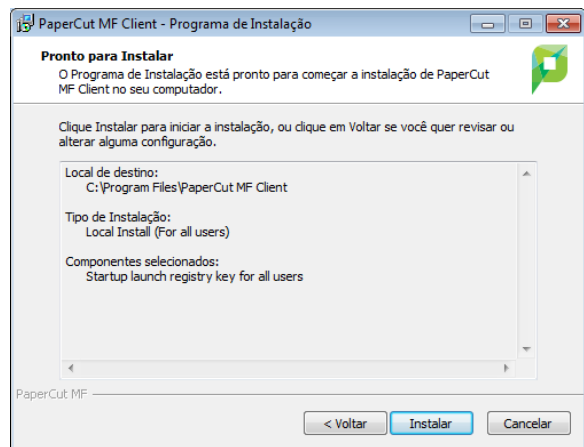 PaperCut MF Client - Programa de Instalação
Pronto para Instalar
O Programa de Instalação está pronto para começar a instalação de PaperCut
MF Client no seu computador.
Clique Instalar para iniciar a instalação, ou clique em Voltar se você quer revisar ou
alterar alguma configuração.
Local de destino:
C:\Program Files\PaperCut MF Client
Tipo de Instalação:
Local Install (For all users)
Componentes selecionados:
Startup launch registry key for all users
PaperCut MF
< Voltar
Instalar
Cancelar